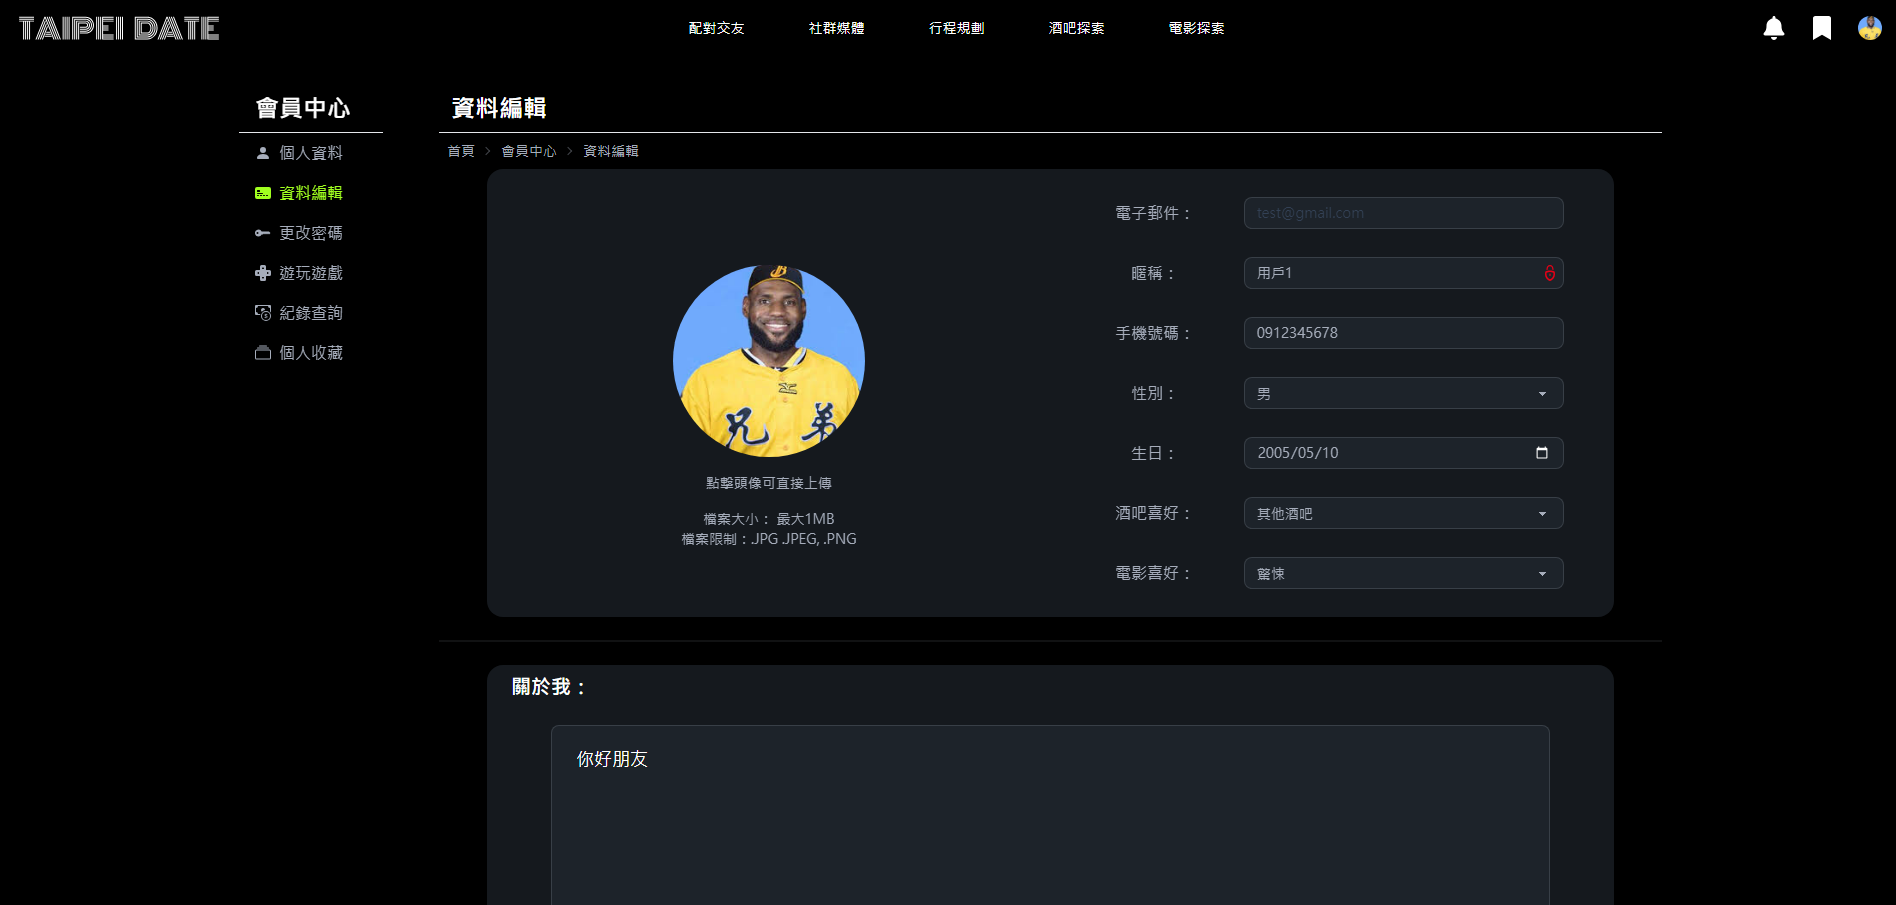 TAIPEI DATE
配對交友
社群媒體
行程規劃
酒吧探索
電影探索
會員中心
個人資料
資料編輯
更改密碼
遊玩遊戲
紀錄查詢
個人收藏
資料編輯
首頁 > 會員中心 > 資料編輯
兄弟
點擊頭像可直接上傳
檔案大小： 最大1MB
檔案限制：.JPG .JPEG, .PNG
電子郵件：
test@gmail.com
暱稱：
用戶1
手機號碼：
0912345678
性別：
男
生日：
2005/05/10
酒吧喜好：
其他酒吧
電影喜好：
驚悚
關於我：
你好朋友